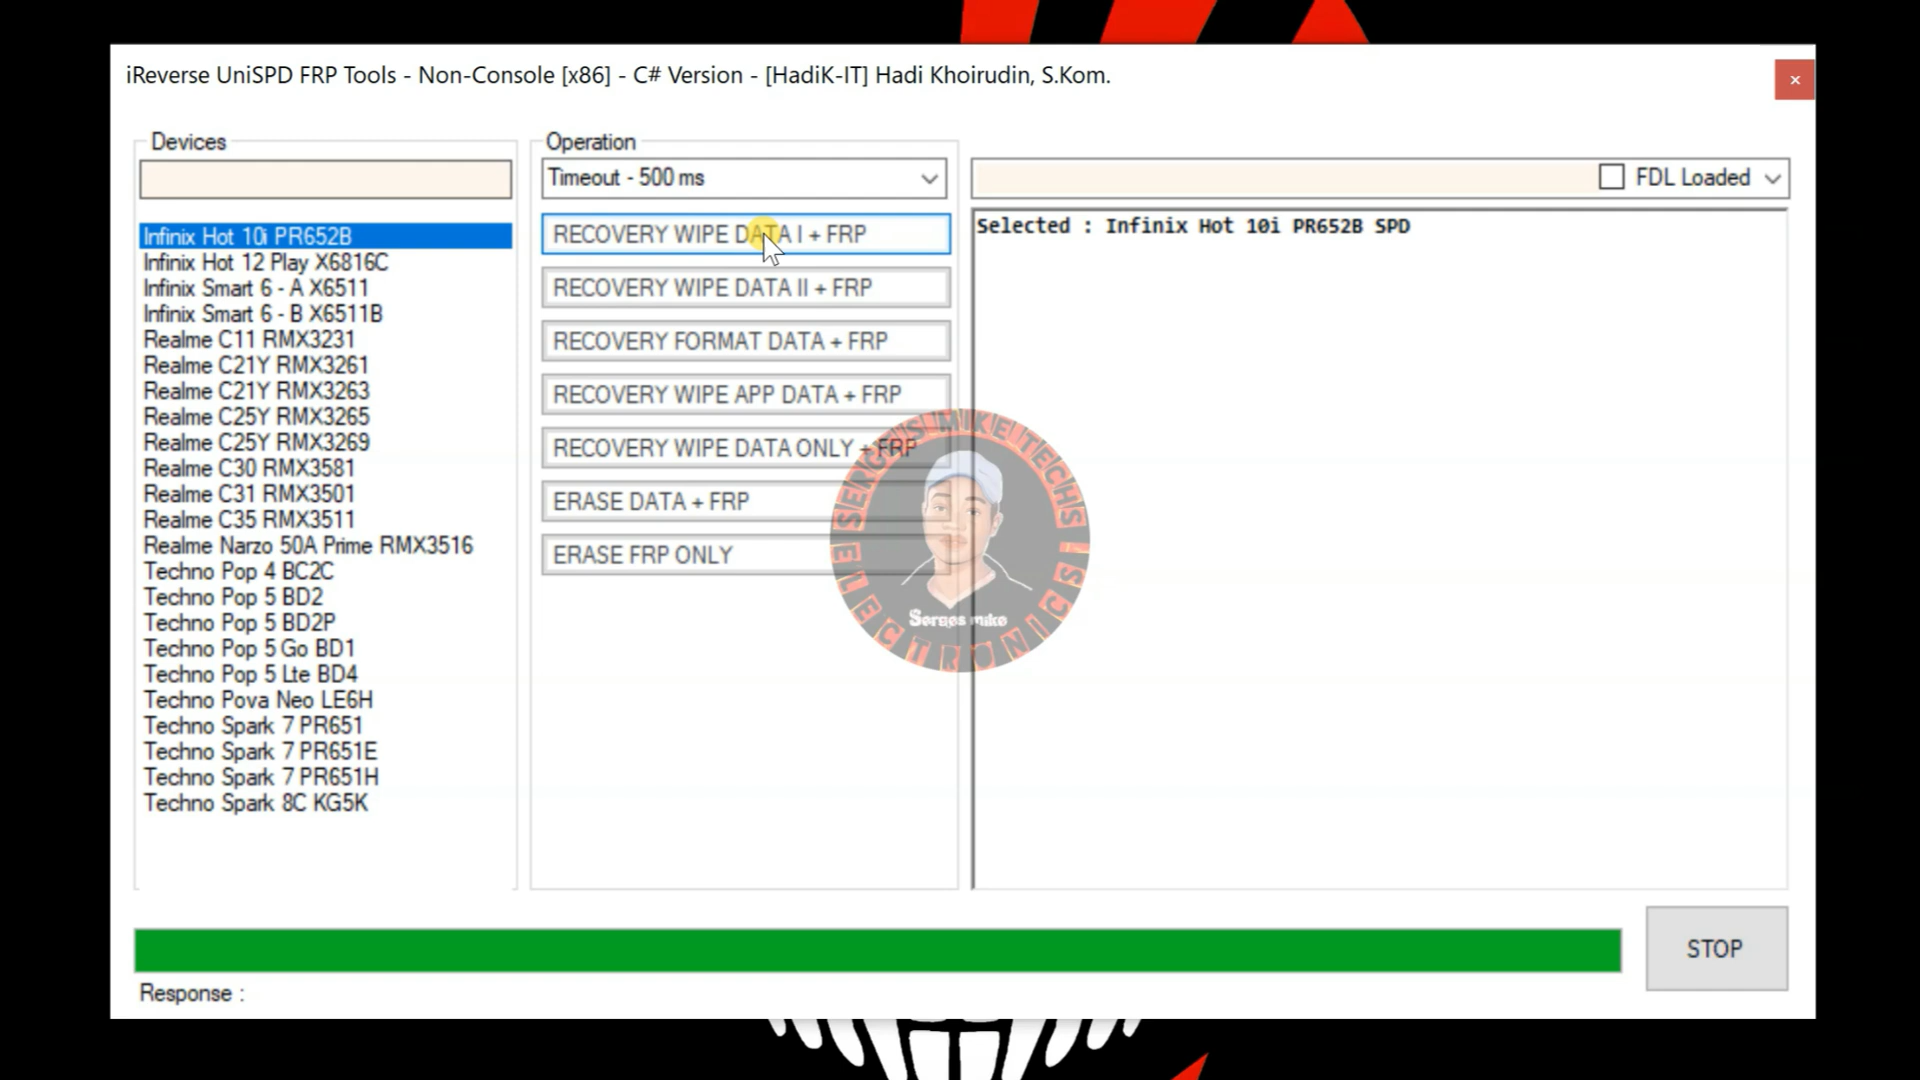 iReverse UniSPD FRP Tools - Non-Console [x86] - C# Version - [HadiK-IT] Hadi Khoirudin, S.Kom.
Devices
Infinix Hot 10i PR652B
Infinix Hot 12 Play X6816C
Infinix Smart 6 - A X6511
Infinix Smart 6 - B X6511B
Realme C11 RMX3231
Realme C21Y RMX3261
Realme C21Y RMX3263
Realme C25Y RMX3265
Realme C25Y RMX3269
Realme C30 RMX3581
Realme C31 RMX3501
Realme C35 RMX3511
Realme Narzo 50A Prime RMX3516
Techno Pop 4 BC2C
Techno Pop 5 BD2
Techno Pop 5 BD2P
Techno Pop 5 Go BD1
Techno Pop 5 Lte BD4
Techno Pova Neo LE6H
Techno Spark 7 PR651
Techno Spark 7 PR651E
Techno Spark 7 PR651H
Techno Spark 8C KG5K
Operation
Timeout - 500 ms
RECOVERY WIPE DATA I + FRP
RECOVERY WIPE DATA II + FRP
RECOVERY FORMAT DATA + FRP
RECOVERY WIPE APP DATA + FRP
RECOVERY WIPE DATA ONLY + FRP
ERASE DATA + FRP
ERASE FRP ONLY
FDL Loaded
Selected : Infinix Hot 10i PR652B SPD
SERGES MIKE TECHS
Serges mike
ELECTRONICS
STOP
Response :